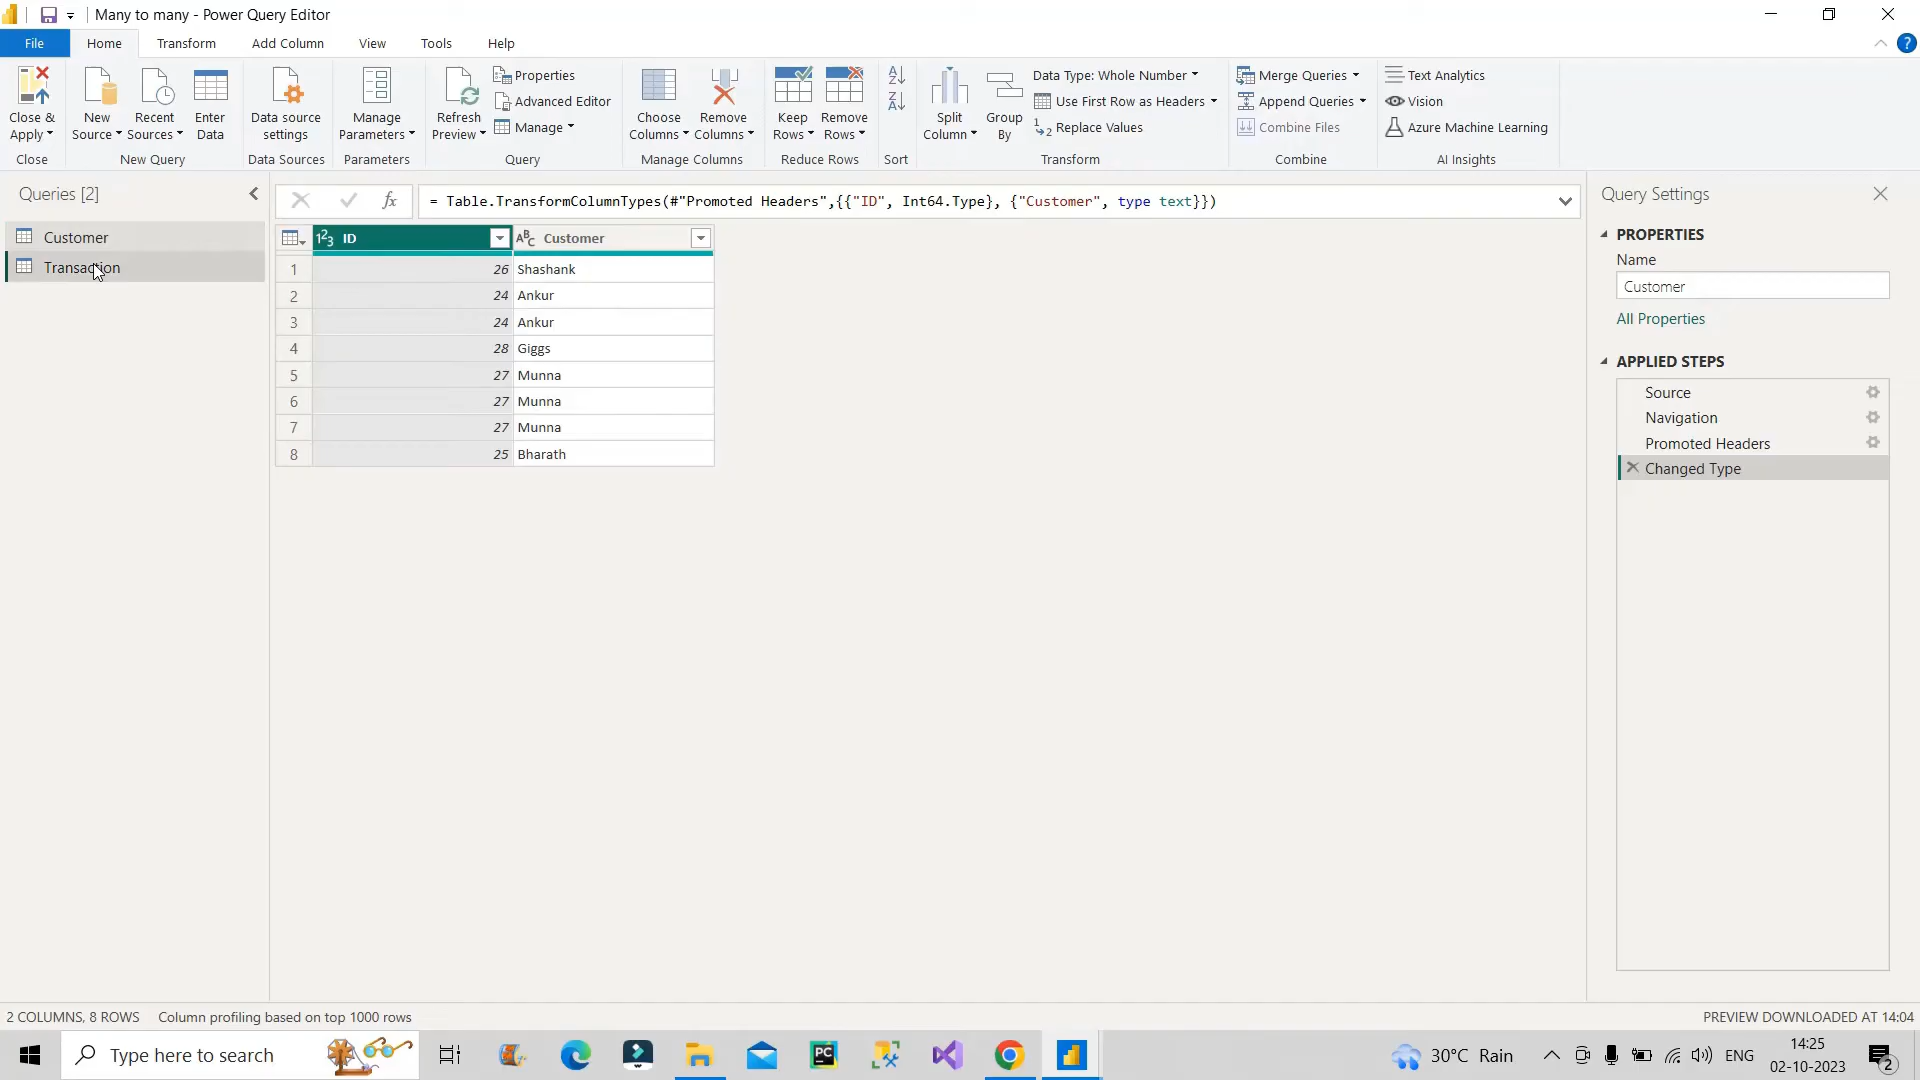 Many to many - Power Query Editor
File Home Transform Add Column View Tools Help
Close & Apply
New Source
Recent Sources
Enter Data
Data source settings
Manage Parameters
Refresh Preview
Properties
Advanced Editor
Manage
Choose Columns
Remove Columns
Keep Rows
Remove Rows
Split Column
Group By
Data Type: Whole Number
Use First Row as Headers
Replace Values
Merge Queries
Append Queries
Combine Files
Text Analytics
Vision
Azure Machine Learning
Close New Query Data Sources Parameters Query Manage Columns Reduce Rows Sort Transform Combine AI Insights
Queries [2]
Customer
Transaction
fx = Table.TransformColumnTypes(#"Promoted Headers",{{"ID", Int64.Type}, {"Customer", type text}})
123 ID ABC Customer
1 26 Shashank
2 24 Ankur
3 24 Ankur
4 28 Giggs
5 27 Munna
6 27 Munna
7 27 Munna
8 25 Bharath
Query Settings
PROPERTIES
Name
Customer
All Properties
APPLIED STEPS
Source
Navigation
Promoted Headers
Changed Type
2 COLUMNS, 8 ROWS Column profiling based on top 1000 rows PREVIEW DOWNLOADED AT 14:04
Type here to search
PC
30°C Rain
ENG
14:25
02-10-2023
2